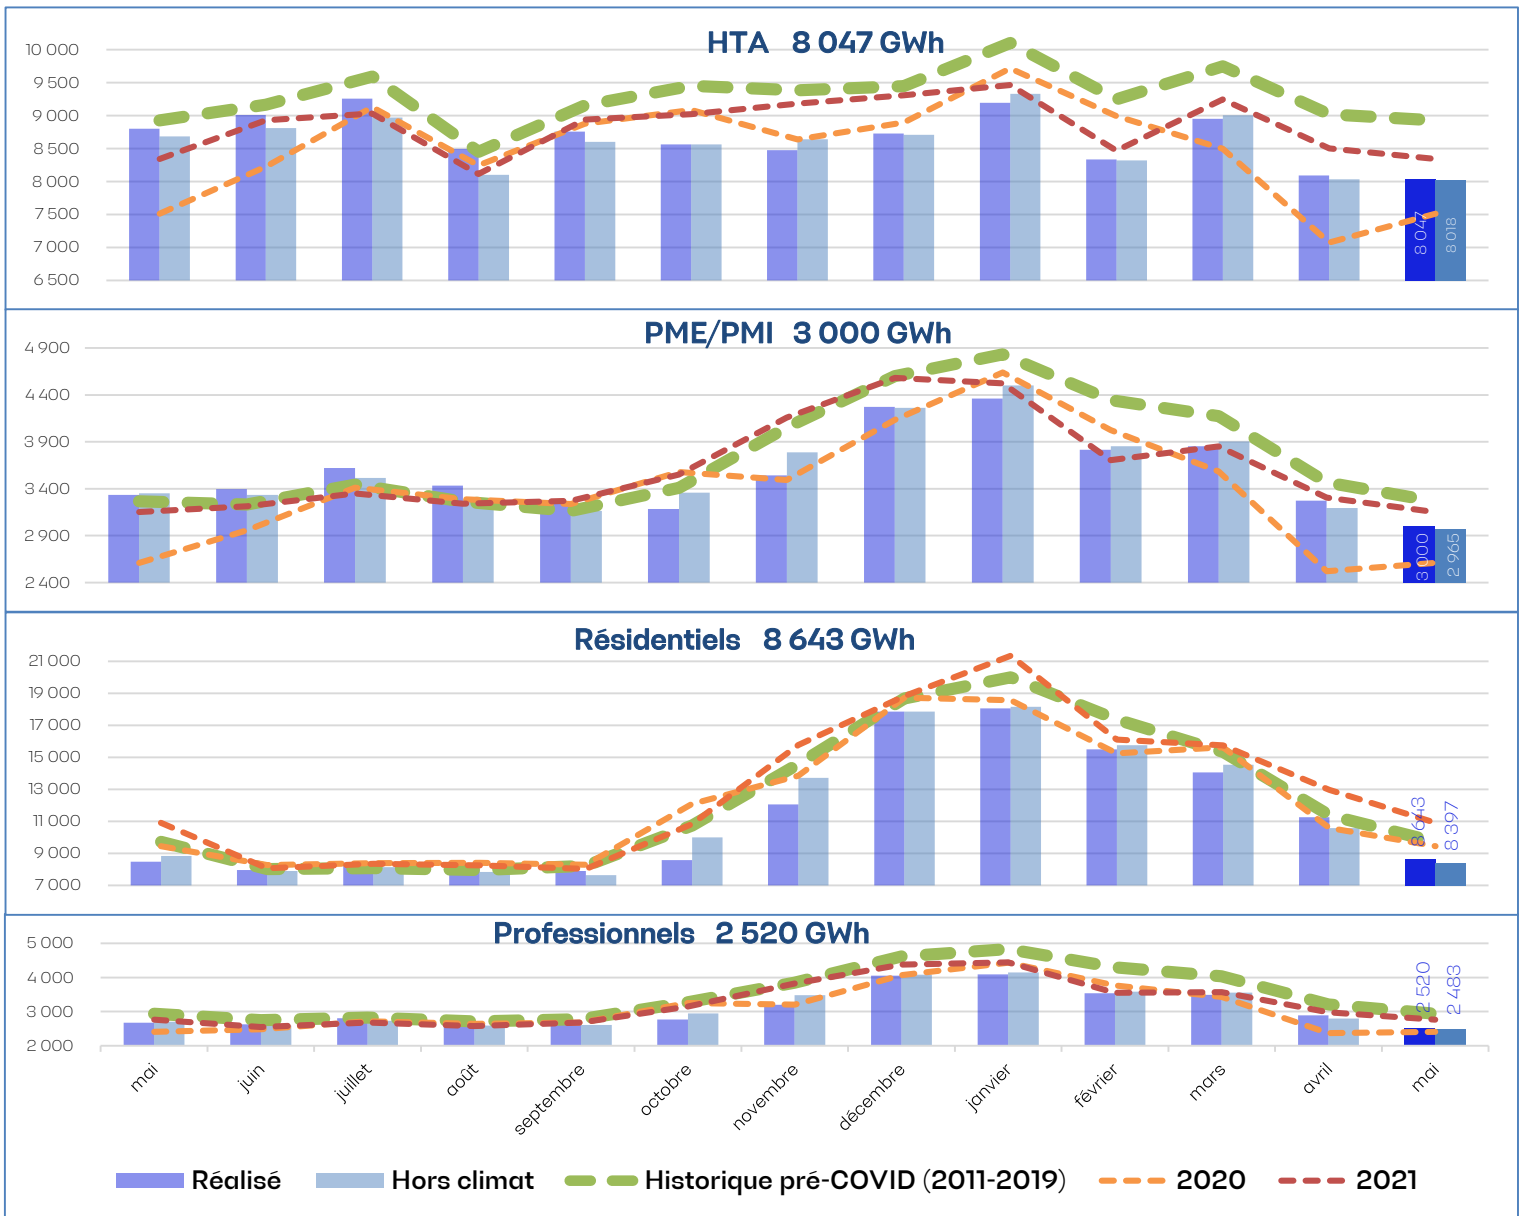 HTA 8 047 GWh
10 000
9 500
9 000
8 500
8 000
7 500
7 000
6 500
8 047
8 018
PME/PMI 3 000 GWh
4 900
4 400
3 900
3 400
2 900
2 400
3 000
2 965
Résidentiels 8 643 GWh
21 000
19 000
17 000
15 000
13 000
11 000
9 000
7 000
8 643
8 397
Professionnels 2 520 GWh
5 000
4 000
3 000
2 000
2 520
2 483
mai
juin
juillet
août
septembre
octobre
novembre
décembre
janvier
février
mars
avril
mai
Réalisé
Hors climat
Historique pré-COVID (2011-2019)
2020
2021